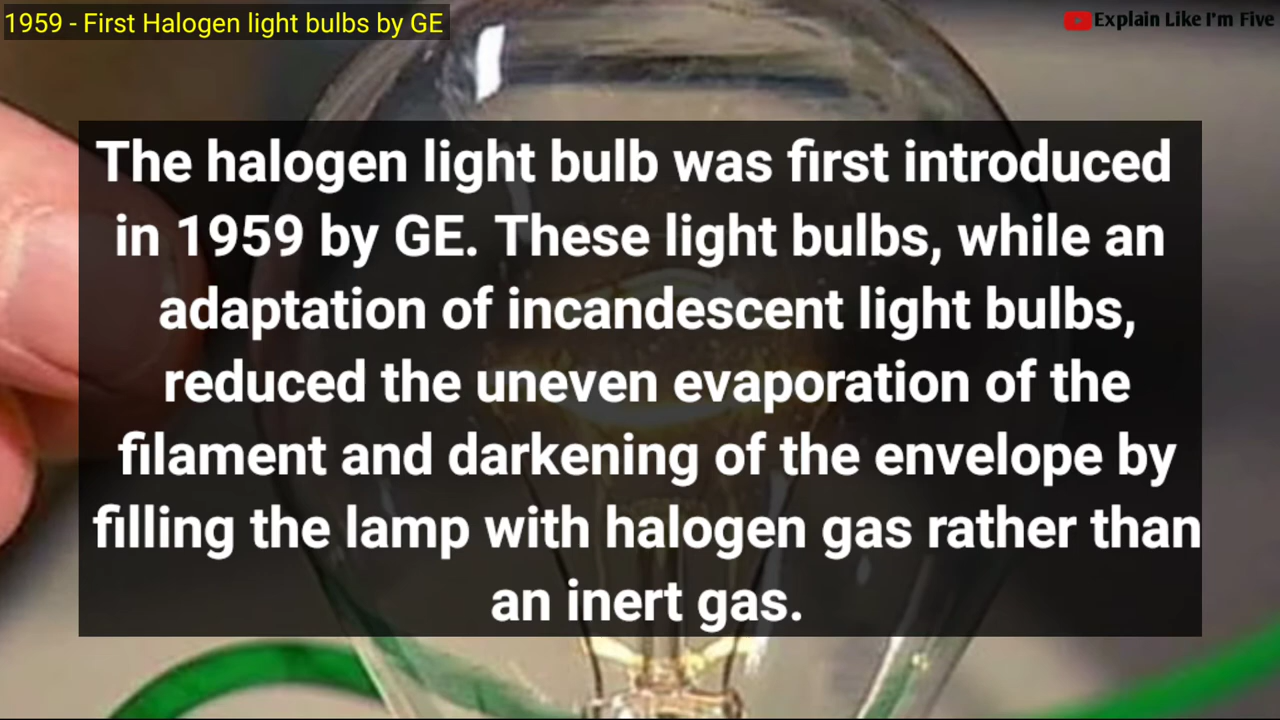 1959 - First Halogen light bulbs by GE
Explain Like I'm Five
The halogen light bulb was first introduced
in 1959 by GE. These light bulbs, while an
adaptation of incandescent light bulbs,
reduced the uneven evaporation of the
filament and darkening of the envelope by
filling the lamp with halogen gas rather than
an inert gas.